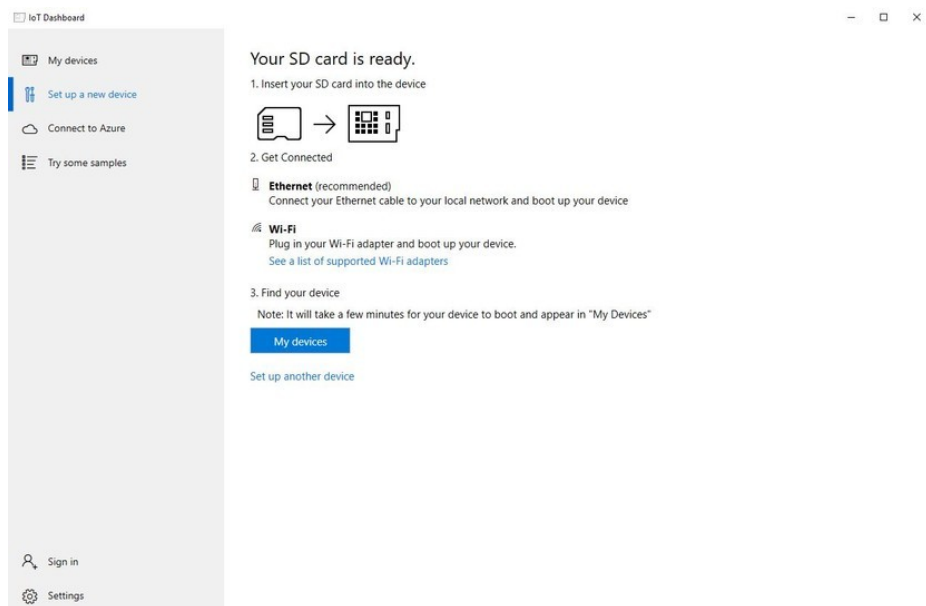 IoT Dashboard
My devices
Set up a new device
Connect to Azure
Try some samples
Sign in
Settings
Your SD card is ready.
1. Insert your SD card into the device
2. Get Connected
Ethernet (recommended)
Connect your Ethernet cable to your local network and boot up your device
Wi-Fi
Plug in your Wi-Fi adapter and boot up your device.
See a list of supported Wi-Fi adapters
3. Find your device
Note: It will take a few minutes for your device to boot and appear in "My Devices"
My devices
Set up another device